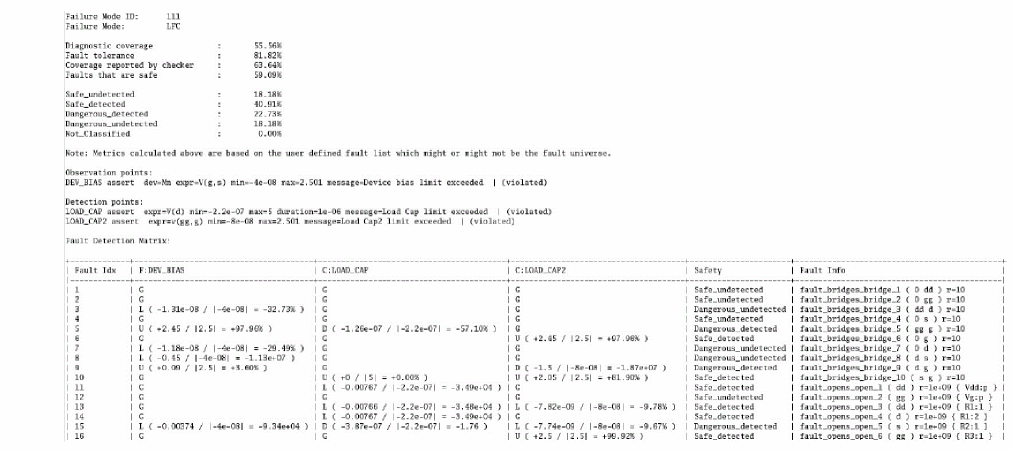 Failure Mode ID: 111
Failure Mode: LFC
Diagnostic coverage : 55.56%
Fault tolerance : 81.82%
Coverage reported by checker : 63.64%
Faults that are safe : 59.09%
Safe_undetected : 18.18%
Safe_detected : 40.91%
Dangerous_detected : 22.73%
Dangerous_undetected : 18.18%
Not_Classified : 0.00%
Note: Metrics calculated above are based on the user defined fault list which might or might not be the fault universe.
Observation points:
DEV_BIAS assert dev=Mn expr=V(g,s) min=-4e-08 max=2.501 message=Device bias limit exceeded | (violated)
Detection points:
LOAD_CAP assert expr=V(d) min=-2.2e-07 max=5 duration=1e-06 message=Load Cap limit exceeded | (violated)
LOAD_CAP2 assert expr=v(gg,g) min=-8e-08 max=2.501 message=Load Cap2 limit exceeded | (violated)
Fault Detection Matrix:
| Fault Idx | F:DEV_BIAS | C:LOAD_CAP | C:LOAD_CAP2 | Safety | Fault Info |
| 1 | G | G | G | Safe_undetected | fault_bridges_bridge_1 ( 0 dd ) r=10 |
| 2 | G | G | G | Safe_undetected | fault_bridges_bridge_2 ( 0 gg ) r=10 |
| 3 | L ( -1.31e-08 / |-4e-08| = -32.73% ) | G | G | Dangerous_undetected | fault_bridges_bridge_3 ( dd d ) r=10 |
| 4 | G | G | G | Safe_undetected | fault_bridges_bridge_4 ( 0 s ) r=10 |
| 5 | U ( +2.45 / |2.5| = +97.96% ) | D ( -1.26e-07 / |-2.2e-07| = -57.10% ) | G | Dangerous_detected | fault_bridges_bridge_5 ( gg g ) r=10 |
| 6 | G | G | U ( +2.45 / |2.5| = +97.96% ) | Safe_detected | fault_bridges_bridge_6 ( 0 g ) r=10 |
| 7 | L ( -1.18e-08 / |-4e-08| = -29.49% ) | G | G | Dangerous_undetected | fault_bridges_bridge_7 ( 0 d ) r=10 |
| 8 | L ( -0.45 / |-4e-08| = -1.13e+07 ) | G | G | Dangerous_undetected | fault_bridges_bridge_8 ( d s ) r=10 |
| 9 | U ( +0.09 / |2.5| = +3.60% ) | G | D ( -1.5 / |-8e-08| = -1.87e+07 ) | Dangerous_detected | fault_bridges_bridge_9 ( d g ) r=10 |
| 10 | G | U ( +0 / |5| = +0.00% ) | U ( +2.05 / |2.5| = +81.90% ) | Safe_detected | fault_bridges_bridge_10 ( s g ) r=10 |
| 11 | G | L ( -0.00767 / |-2.2e-07| = -3.49e+04 ) | G | Safe_detected | fault_opens_open_1 ( dd ) r=1e+09 { Vdd:p } |
| 12 | G | G | G | Safe_undetected | fault_opens_open_2 ( gg ) r=1e+09 { Vg:p } |
| 13 | G | L ( -0.00766 / |-2.2e-07| = -3.48e+04 ) | L ( -7.82e-09 / |-8e-08| = -9.78% ) | Safe_detected | fault_opens_open_3 ( dd ) r=1e+09 { R1:1 } |
| 14 | G | L ( -0.00767 / |-2.2e-07| = -3.49e+04 ) | G | Safe_detected | fault_opens_open_4 ( d ) r=1e+09 { R1:2 } |
| 15 | L ( -0.00374 / |-4e-08| = -9.34e+04 ) | D ( -3.87e-07 / |-2.2e-07| = -1.76 ) | L ( -7.74e-09 / |-8e-08| = -9.67% ) | Dangerous_detected | fault_opens_open_5 ( s ) r=1e+09 { R2:1 } |
| 16 | G | G | U ( +2.5 / |2.5| = +99.92% ) | Safe_detected | fault_opens_open_6 ( gg ) r=1e+09 { R3:1 } |